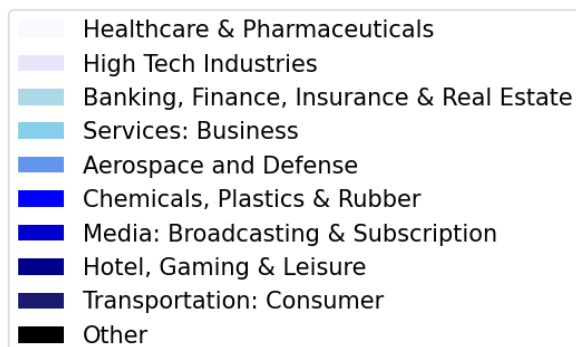 Healthcare & Pharmaceuticals
High Tech Industries
Banking, Finance, Insurance & Real Estate
Services: Business
Aerospace and Defense
Chemicals, Plastics & Rubber
Media: Broadcasting & Subscription
Hotel, Gaming & Leisure
Transportation: Consumer
Other